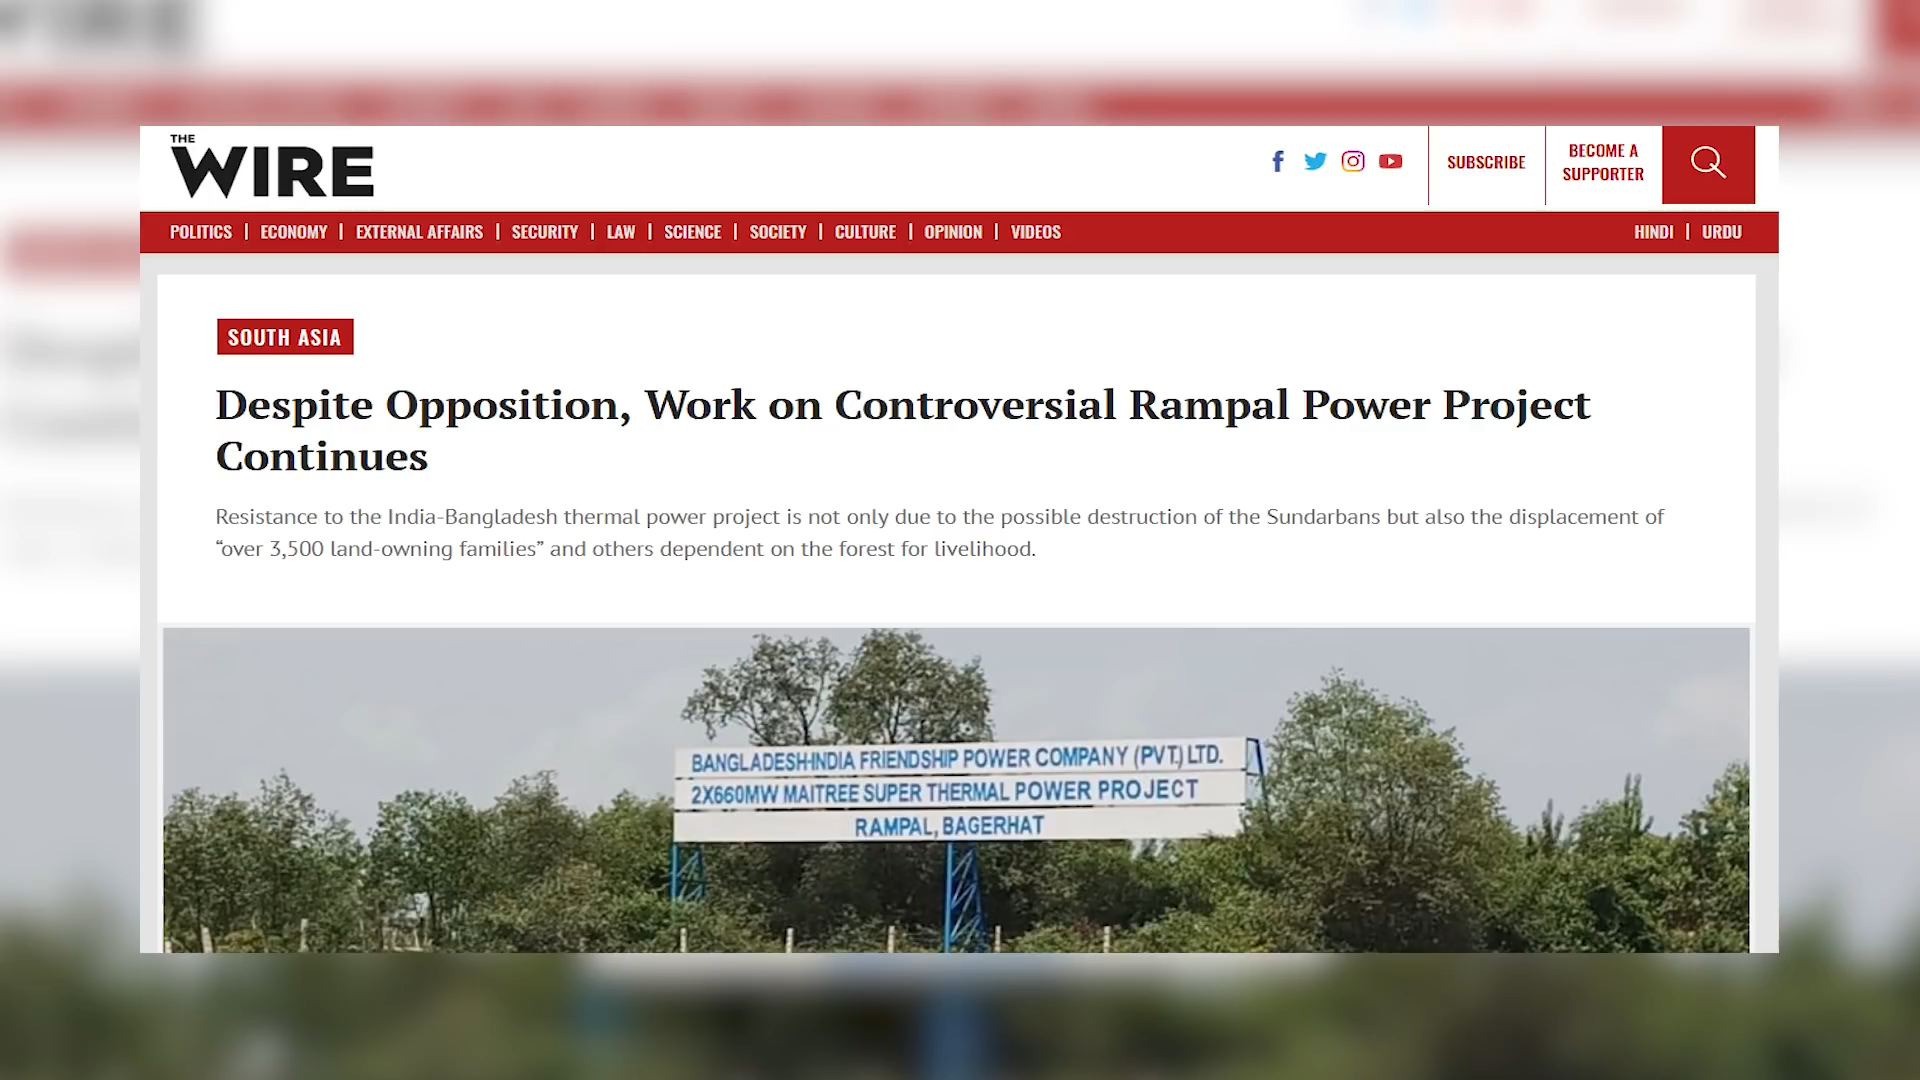 THE
WIRE
SUBSCRIBE
BECOME A
SUPPORTER
POLITICS | ECONOMY | EXTERNAL AFFAIRS | SECURITY | LAW | SCIENCE | SOCIETY | CULTURE | OPINION | VIDEOS
HINDI | URDU
SOUTH ASIA
Despite Opposition, Work on Controversial Rampal Power Project
Continues
Resistance to the India-Bangladesh thermal power project is not only due to the possible destruction of the Sundarbans but also the displacement of
“over 3,500 land-owning families” and others dependent on the forest for livelihood.
BANGLADESH-INDIA FRIENDSHIP POWER COMPANY (PVT.) LTD.
2X660MW MAITREE SUPER THERMAL POWER PROJECT
RAMPAL, BAGERHAT